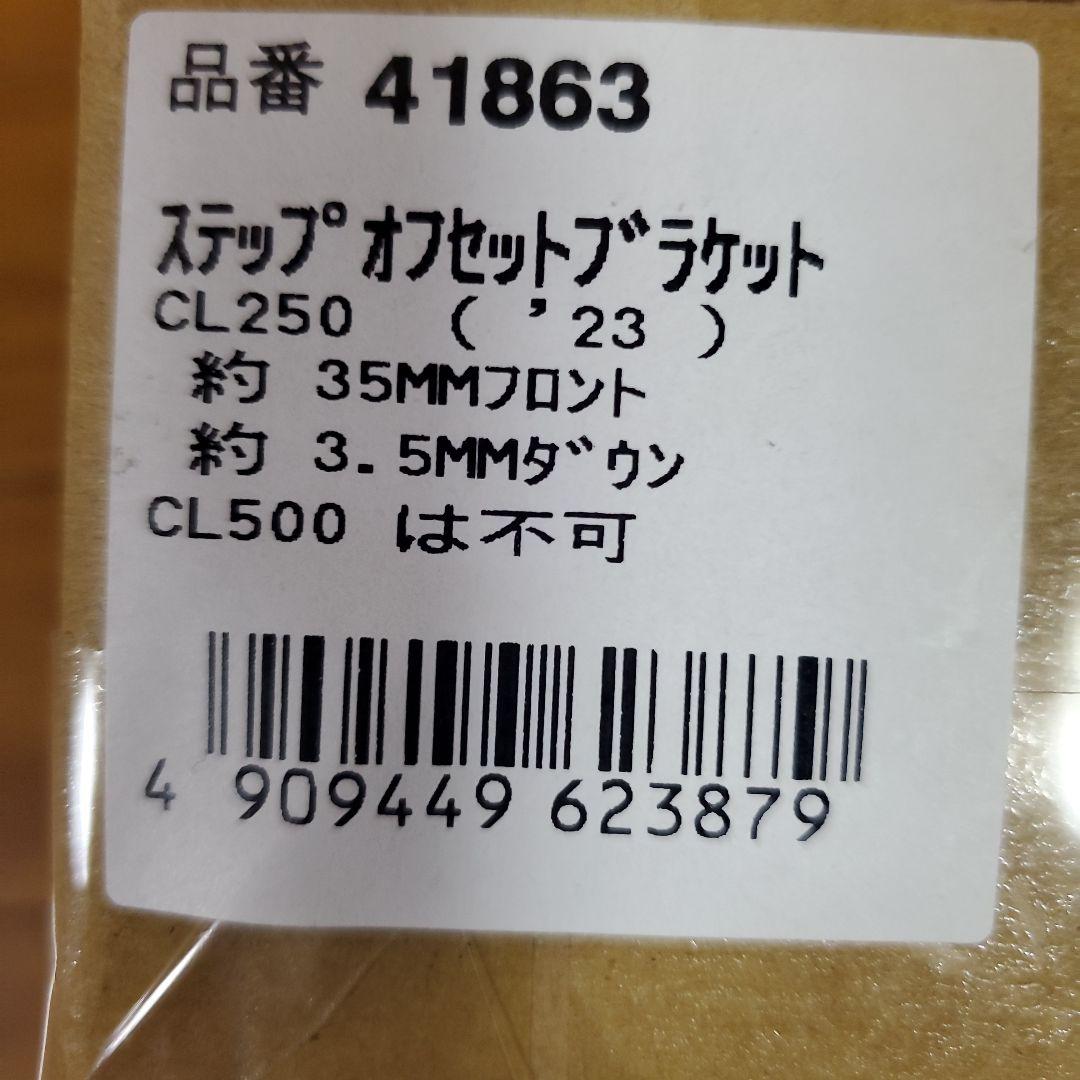 品番 41863
ｽﾃｯﾌﾟｵﾌｾｯﾄﾌﾞﾗｹｯﾄ
CL250 ( '23 )
約 35MMﾌﾛﾝﾄ
約 3.5MMﾀﾞｳﾝ
CL500 は不可
4 909449 623879